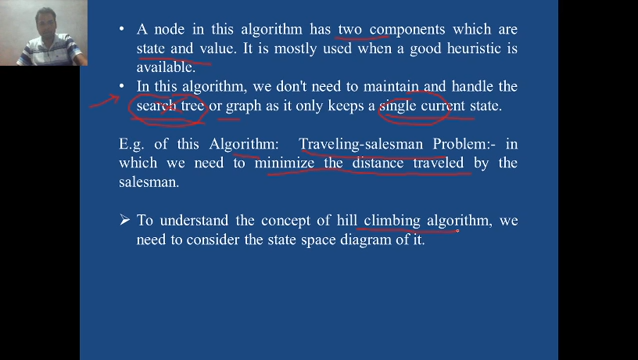 • A node in this algorithm has two components which are
state and value. It is mostly used when a good heuristic is
available.
• In this algorithm, we don't need to maintain and handle the
search tree or graph as it only keeps a single current state.
E.g. of this Algorithm: Traveling-salesman Problem:- in
which we need to minimize the distance traveled by the
salesman.
➢ To understand the concept of hill climbing algorithm, we
need to consider the state space diagram of it.